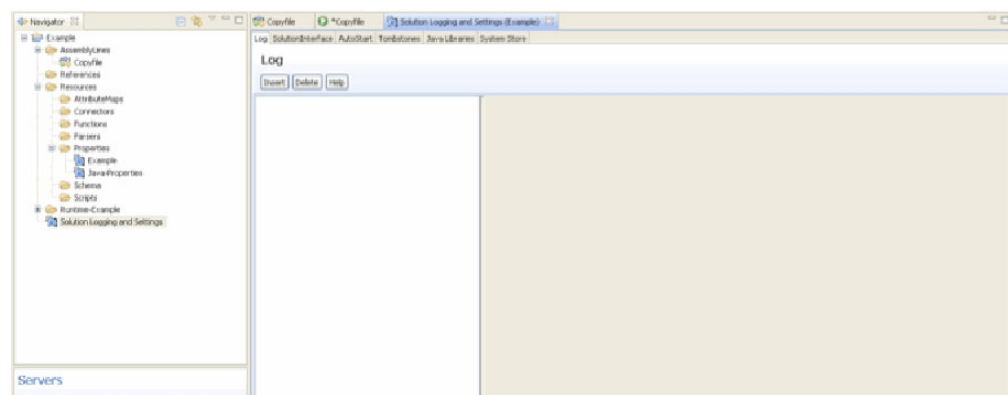 Navigator
Example
AssemblyLines
Copyfile
References
Resources
AttributeMaps
Connectors
Functions
Parsers
Properties
Example
Java-Properties
Schema
Scripts
Runtime-Example
Solution Logging and Settings
Servers
Copyfile
*Copyfile
Solution Logging and Settings (Example)
Log SolutionInterface AutoStart Tombstones Java Libraries System Store
Log
Insert Delete Help